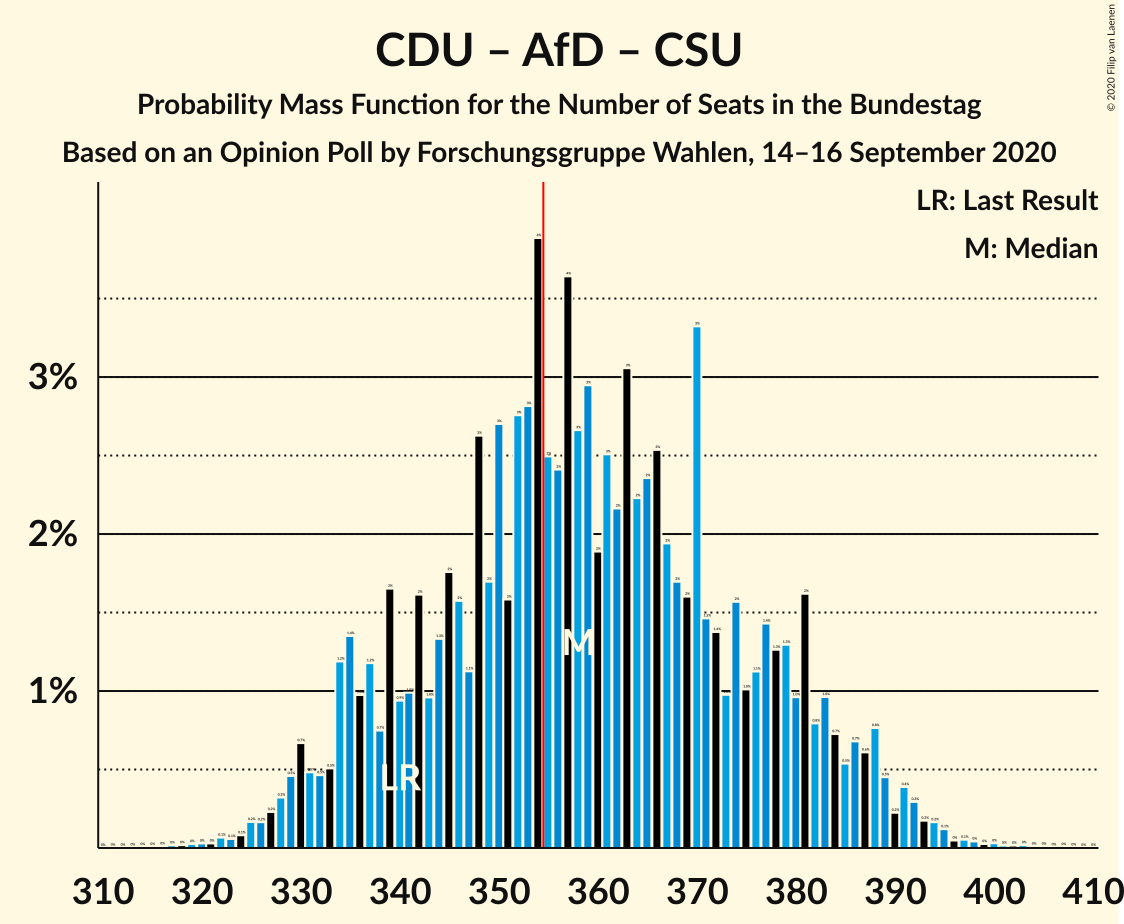 CDU – AfD – CSU
Probability Mass Function for the Number of Seats in the Bundestag
Based on an Opinion Poll by Forschungsgruppe Wahlen, 14–16 September 2020
© 2020 Filip van Laenen
LR: Last Result
M: Median
3%
2%
1%
M
LR
310 320 330 340 350 360 370 380 390 400 410